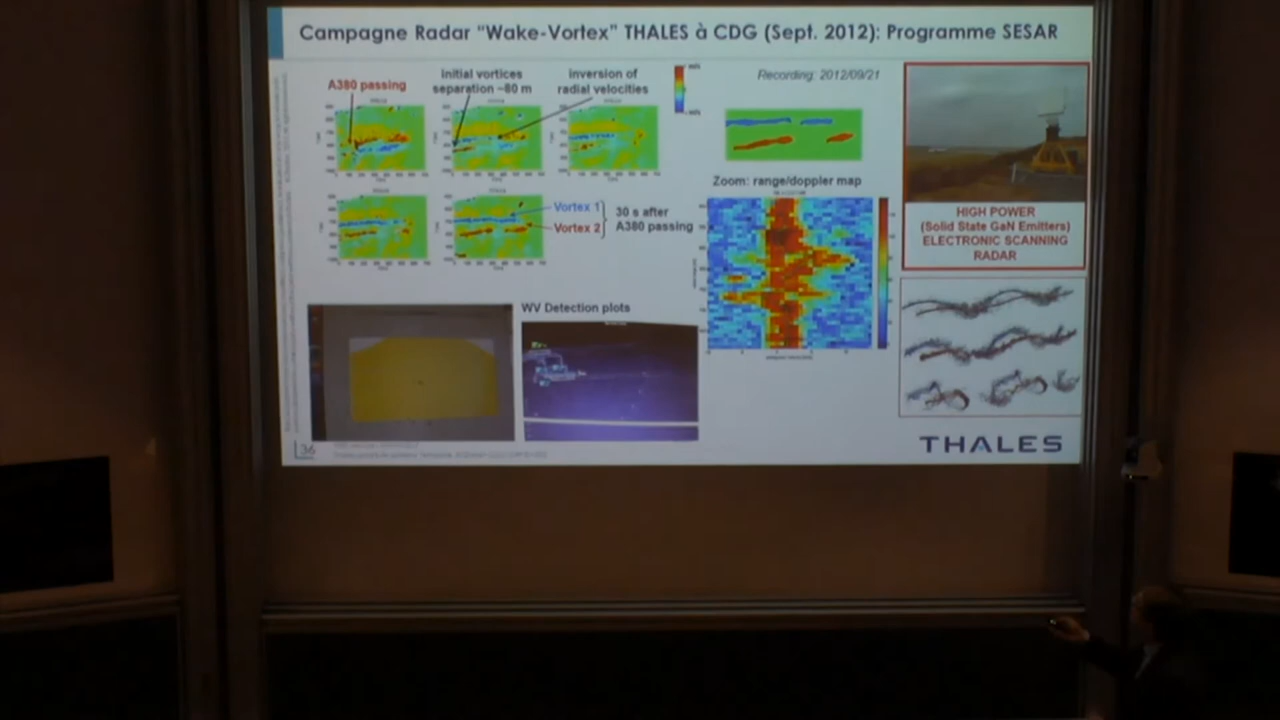 Campagne Radar "Wake-Vortex" THALES à CDG (Sept. 2012): Programme SESAR
A380 passing
Initial vortices
separation ~80 m
inversion of
radial velocities
Recording: 2012/09/21
Zoom: range/doppler map
Vortex 1
Vortex 2
30 s after
A380 passing
HIGH POWER
(Solid State GaN Emitters)
ELECTRONIC SCANNING
RADAR
WV Detection plots
36
THALES